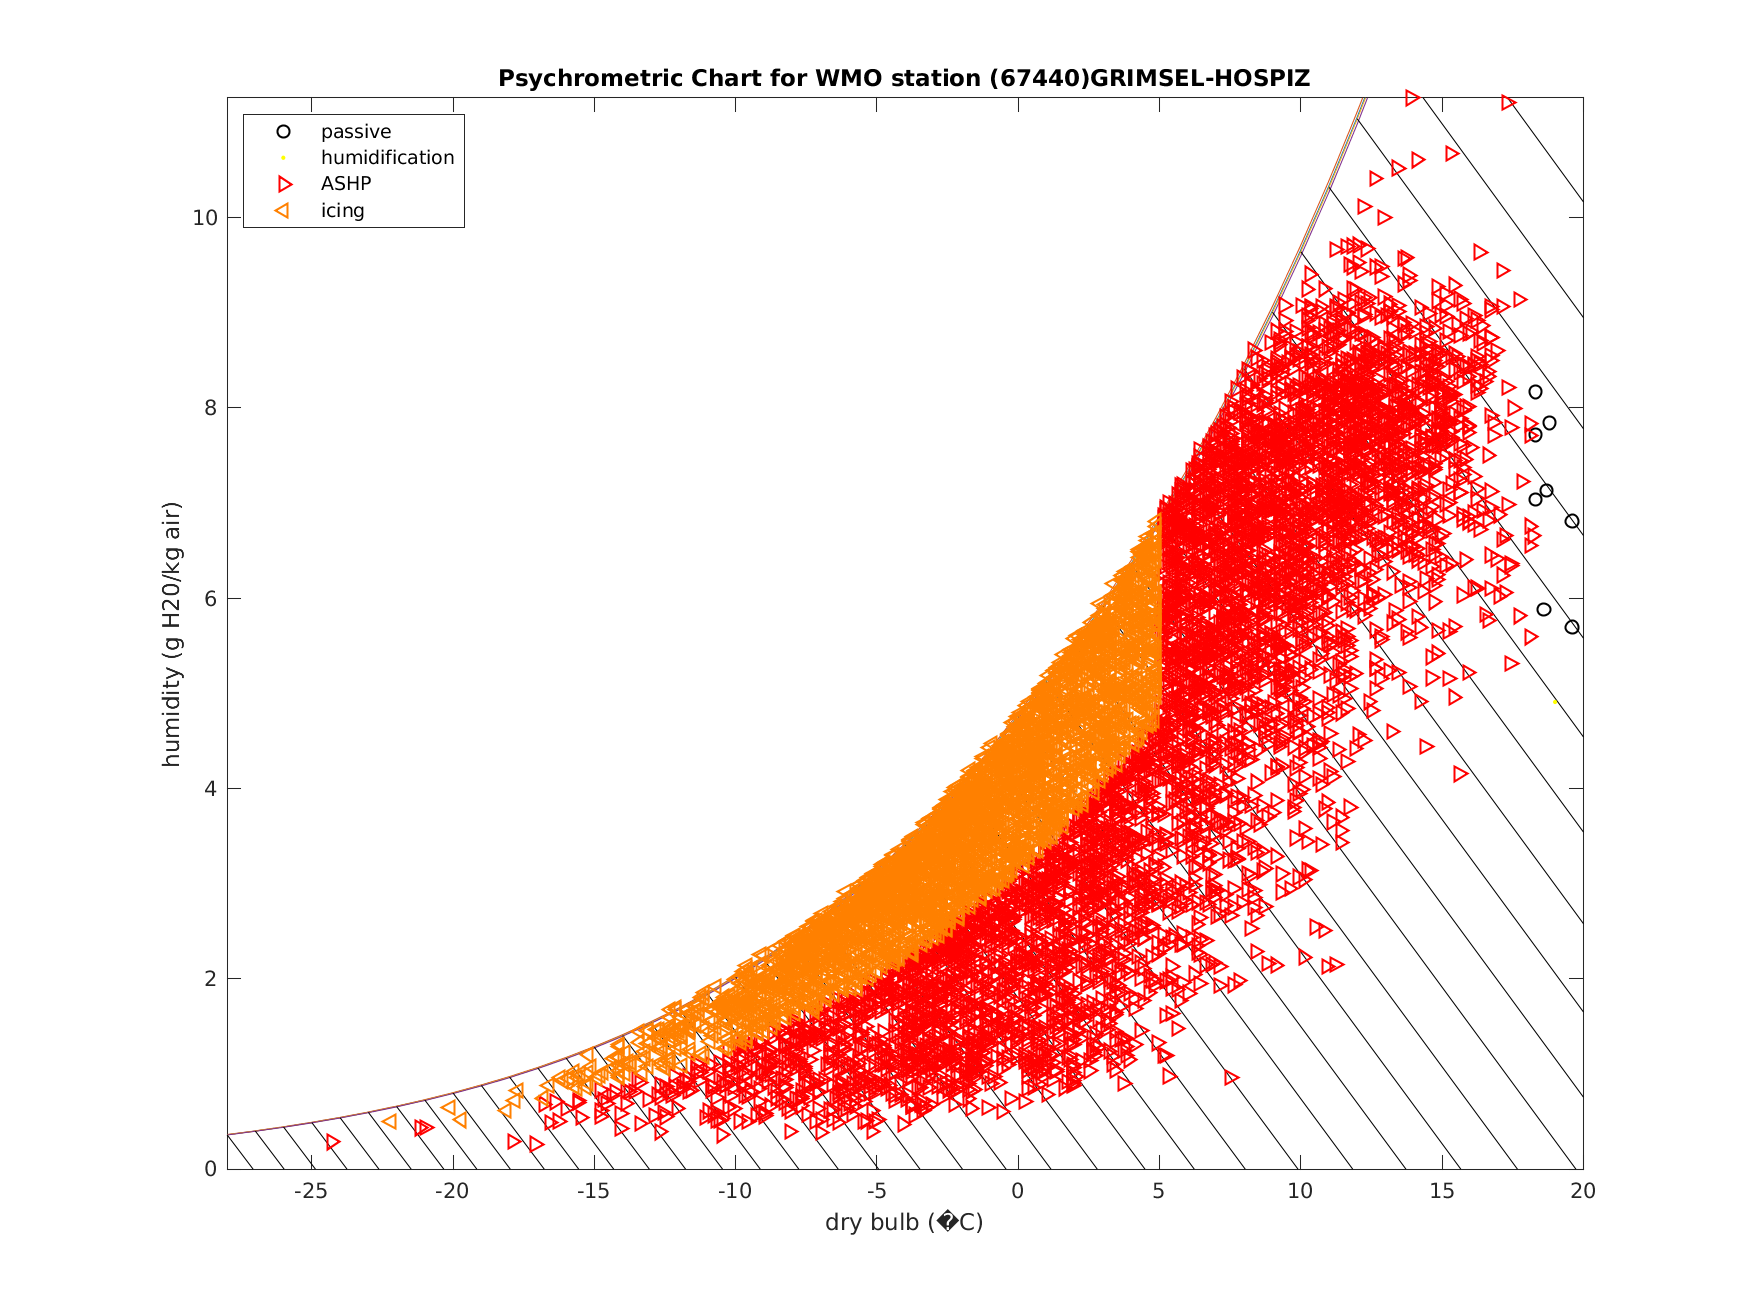 Psychrometric Chart for WMO station (67440)GRIMSEL-HOSPIZ
passive
humidification
ASHP
icing
10
8
6
4
2
0
humidity (g H20/kg air)
-25 -20 -15 -10 -5 0 5 10 15 20
dry bulb (�C)